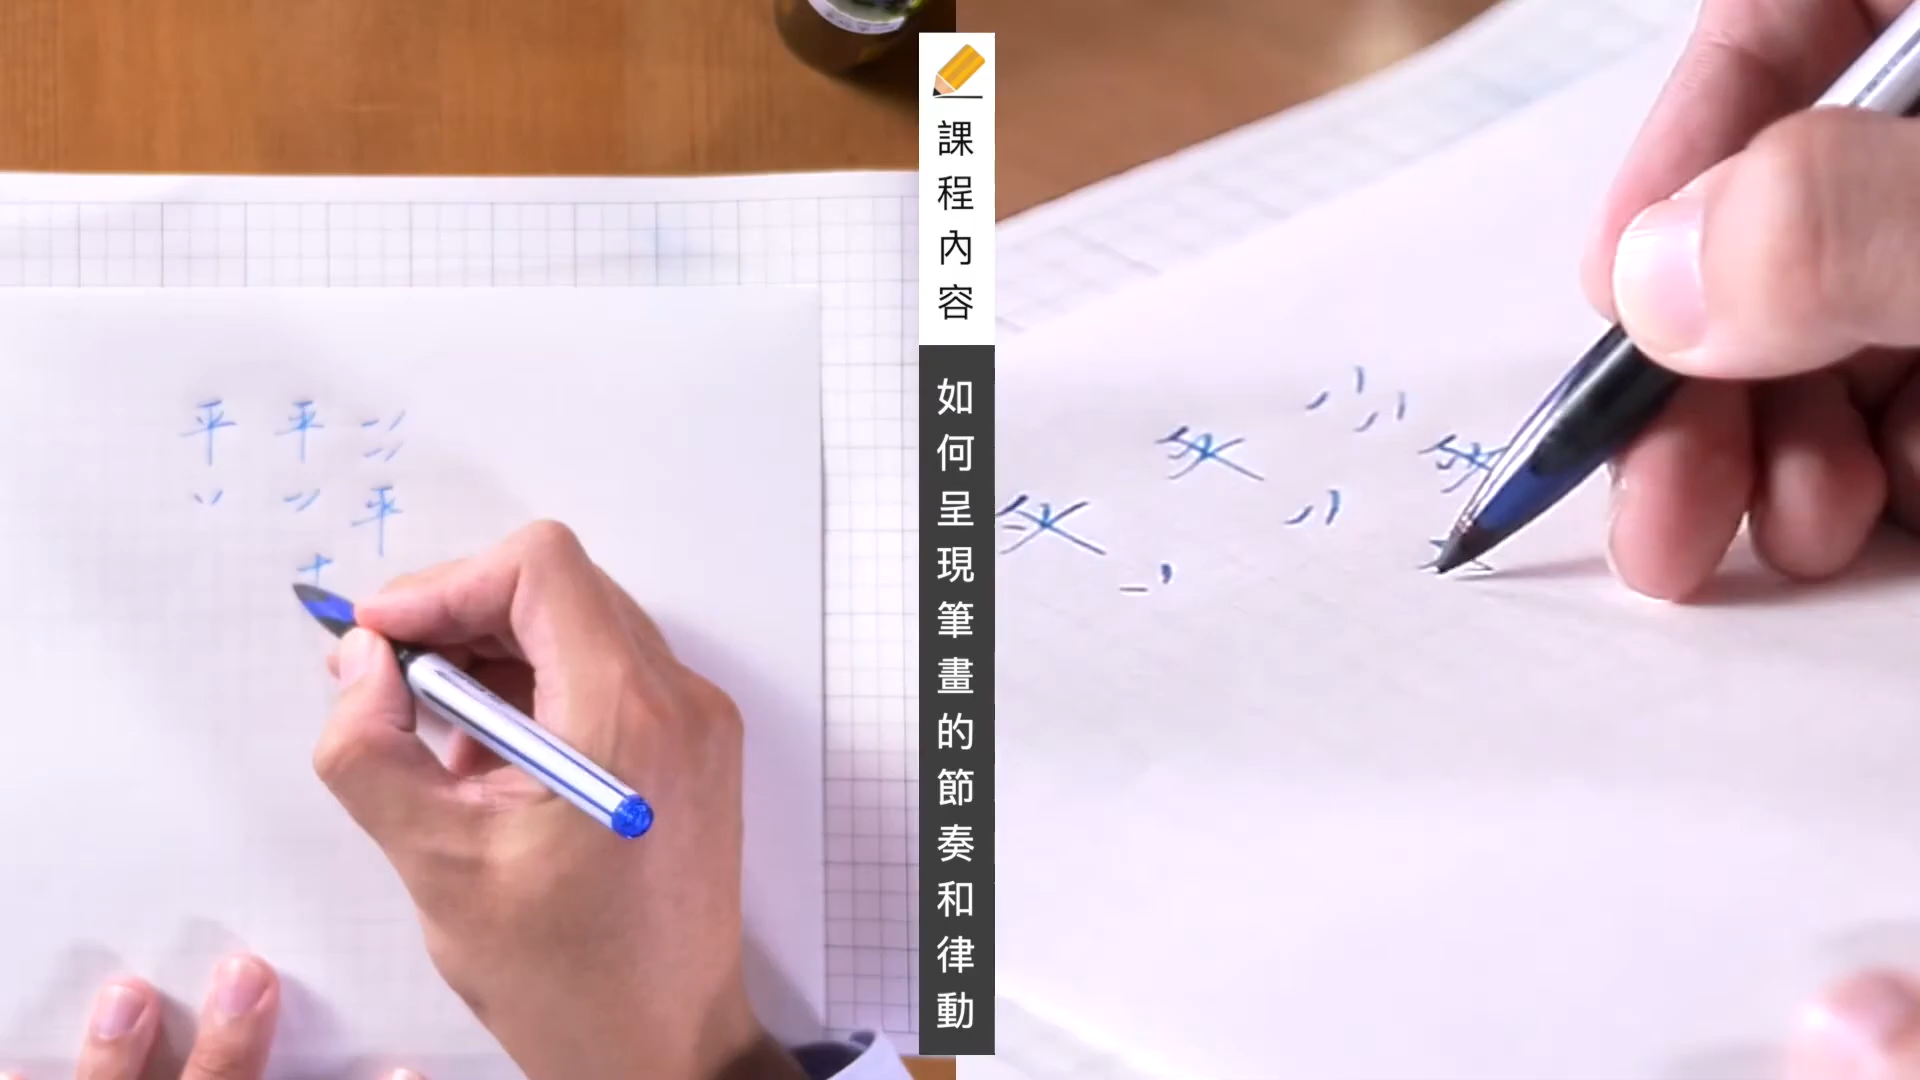 課程內容
如何呈現筆畫的節奏和律動
平 平
平